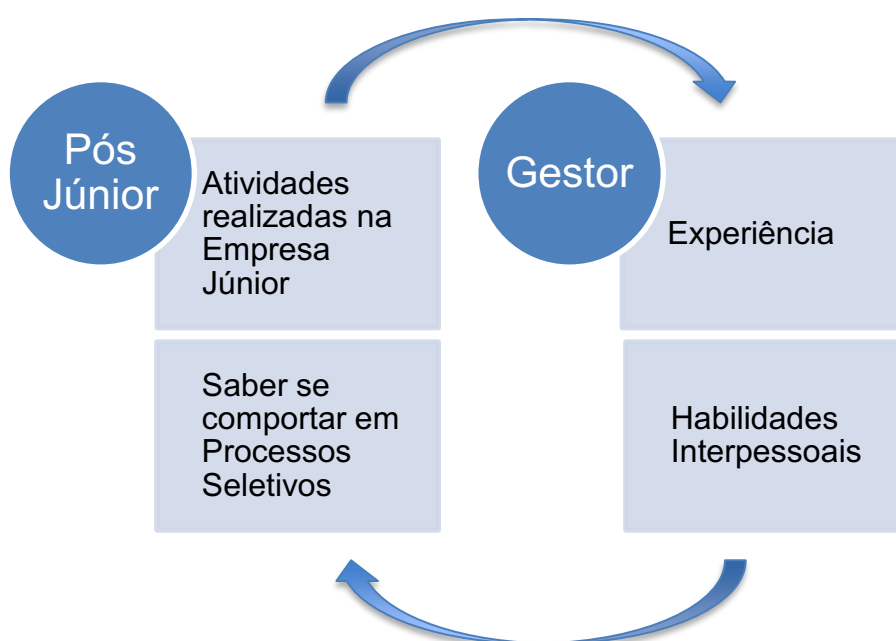 Pós
Júnior
Atividades
realizadas na
Empresa
Júnior
Saber se
comportar em
Processos
Seletivos
Gestor
Experiência
Habilidades
Interpessoais